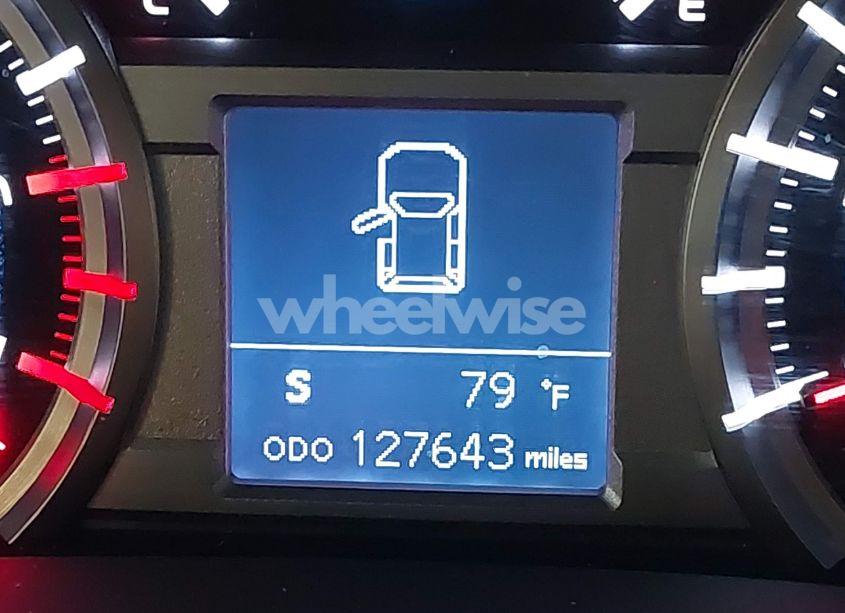 C E
wheelwise
S 79 °F
ODO 127643 miles